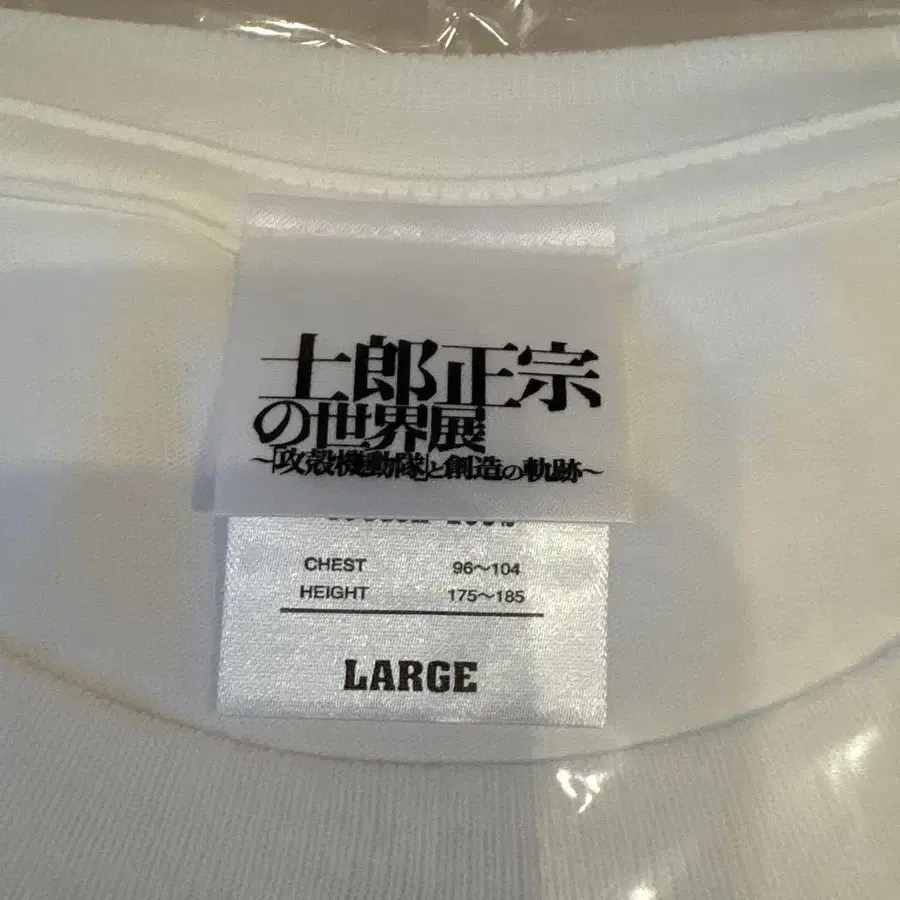 士郎正宗
の世界展
~「攻殻機動隊」と創造の軌跡~
CHEST 96~104
HEIGHT 175~185
LARGE